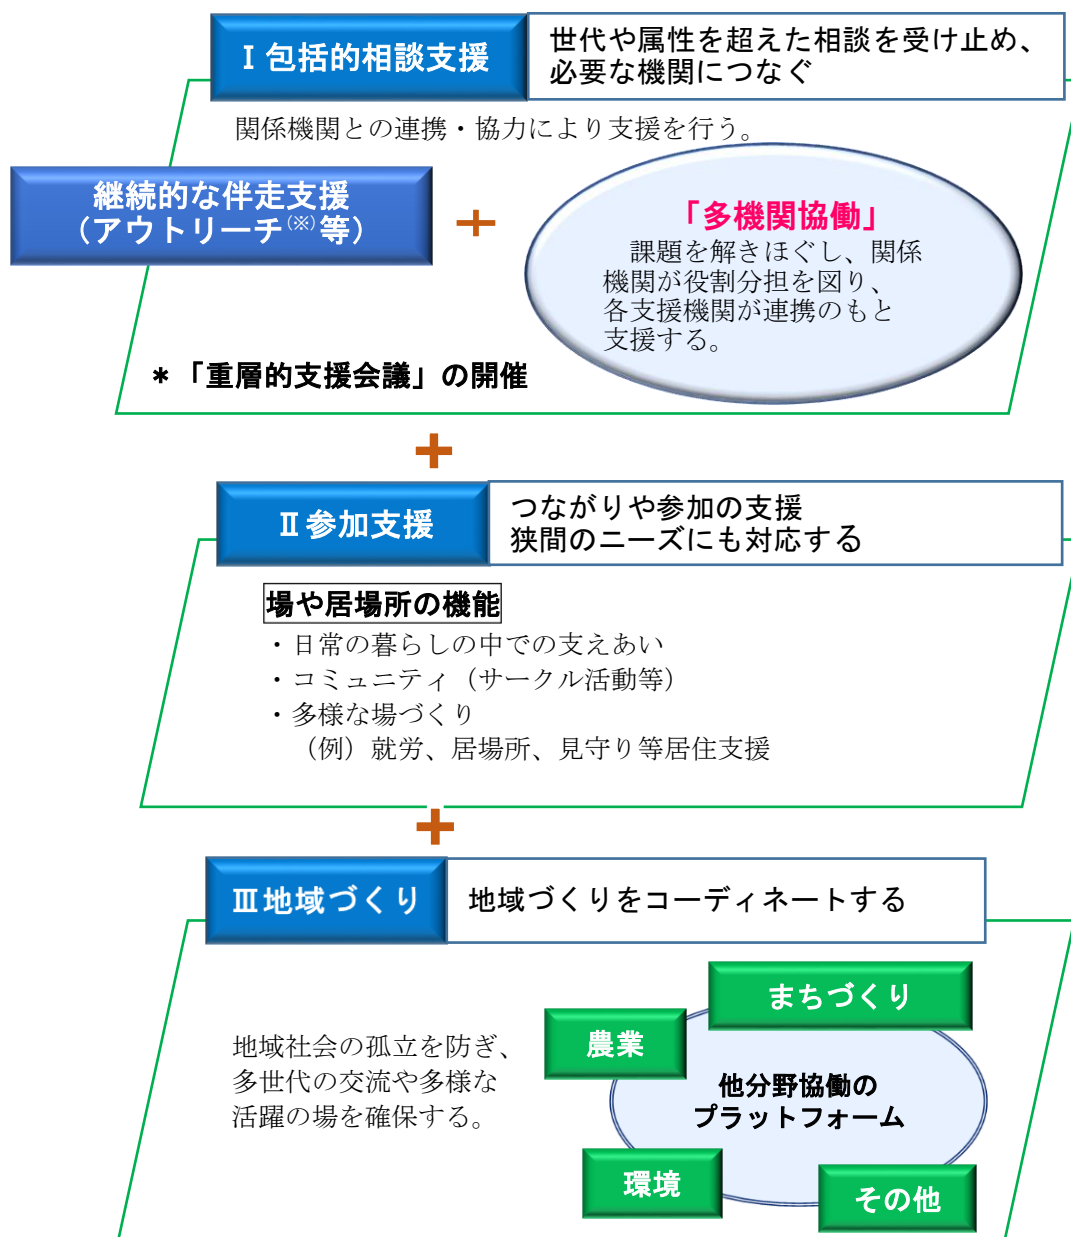 Ⅰ 包括的相談支援
世代や属性を超えた相談を受け止め、
必要な機関につなぐ
関係機関との連携・協力により支援を行う。
継続的な伴走支援
（アウトリーチ(※)等）
「多機関協働」
課題を解きほぐし、関係
機関が役割分担を図り、
各支援機関が連携のもと
支援する。
＊「重層的支援会議」の開催
Ⅱ参加支援
つながりや参加の支援
狭間のニーズにも対応する
場や居場所の機能
・日常の暮らしの中での支えあい
・コミュニティ（サークル活動等）
・多様な場づくり
（例）就労、居場所、見守り等居住支援
Ⅲ地域づくり
地域づくりをコーディネートする
地域社会の孤立を防ぎ、
多世代の交流や多様な
活躍の場を確保する。
まちづくり
農業
他分野協働の
プラットフォーム
環境
その他